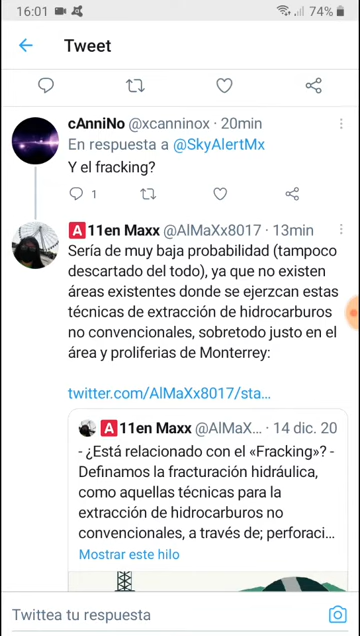 16:01
74%
Tweet
cAnniNo @xcanninox · 20min
En respuesta a @SkyAlertMx
Y el fracking?
1
A 11en Maxx @AlMaXx8017 · 13min
Sería de muy baja probabilidad (tampoco
descartado del todo), ya que no existen
áreas existentes donde se ejerzcan estas
técnicas de extracción de hidrocarburos
no convencionales, sobretodo justo en el
área y proliferias de Monterrey:
twitter.com/AlMaXx8017/sta...
A 11en Maxx @AlMaX... · 14 dic. 20
- ¿Está relacionado con el «Fracking»? -
Definamos la fracturación hidráulica,
como aquellas técnicas para la
extracción de hidrocarburos no
convencionales, a través de; perforaci...
Mostrar este hilo
Twittea tu respuesta